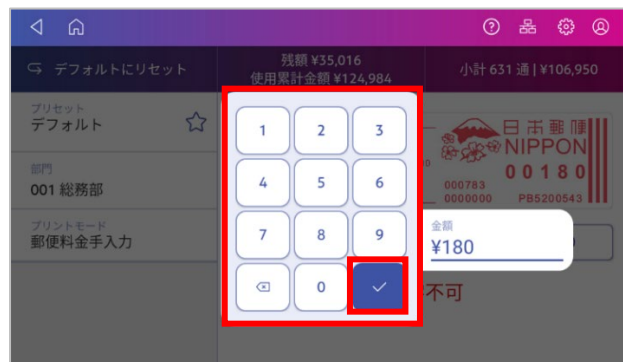 デフォルトにリセット
残額 ¥35,016
使用累計金額 ¥124,984
小計 631 通 | ¥106,950
プリセット
デフォルト
部門
001 総務部
プリントモード
郵便料金手入力
1 2 3
4 5 6
7 8 9
0
日本郵便
NIPPON
00180
000783
0000000 PB5200543
金額
¥180
不可